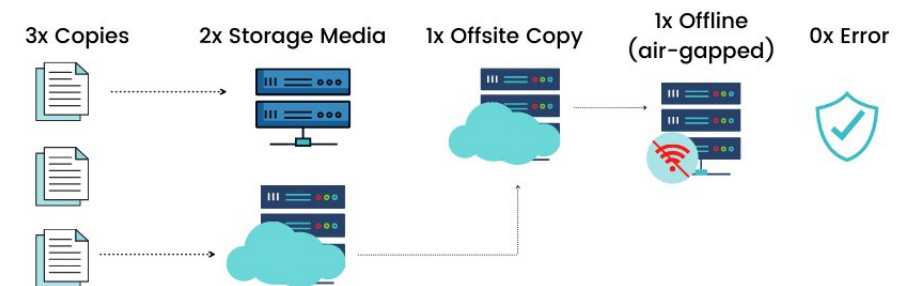 3x Copies
2x Storage Media
1x Offsite Copy
1x Offline
(air-gapped)
0x Error